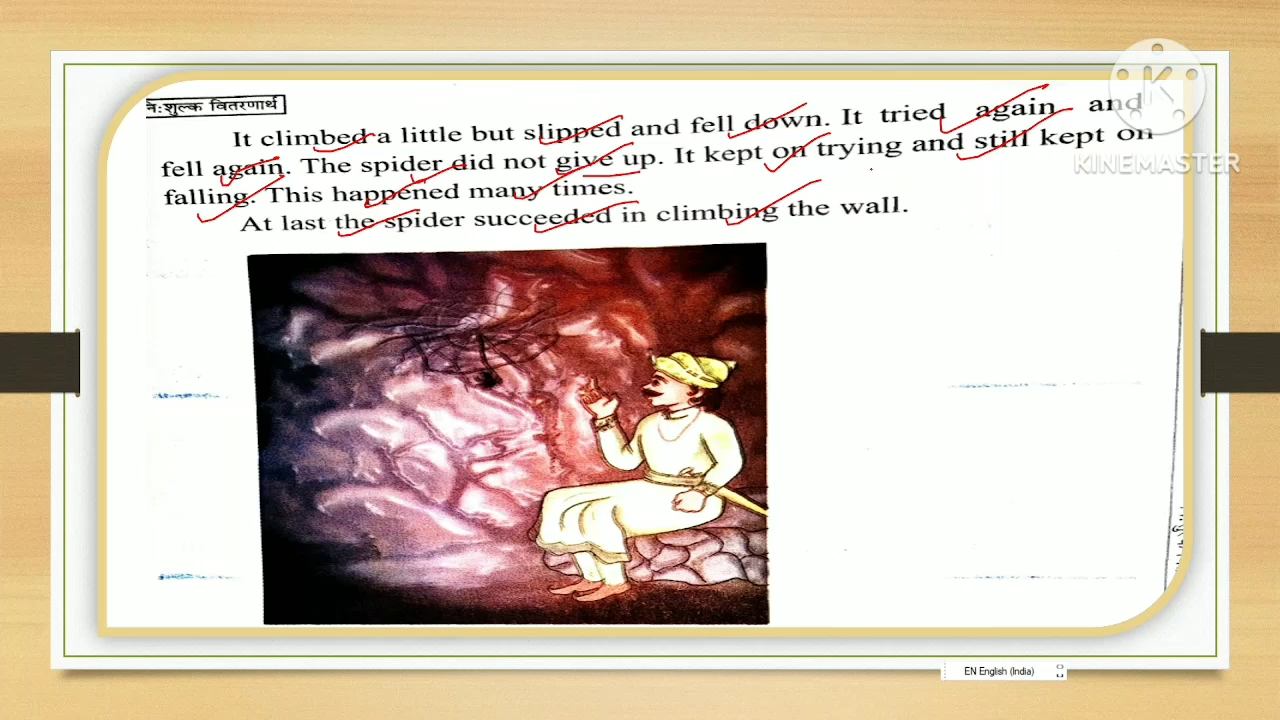 नि:शुल्क वितरणार्थ
It climbed a little but slipped and fell down. It tried again and
fell again. The spider did not give up. It kept on trying and still kept on
falling. This happened many times.
At last the spider succeeded in climbing the wall.
KINEMASTER
EN English (India)